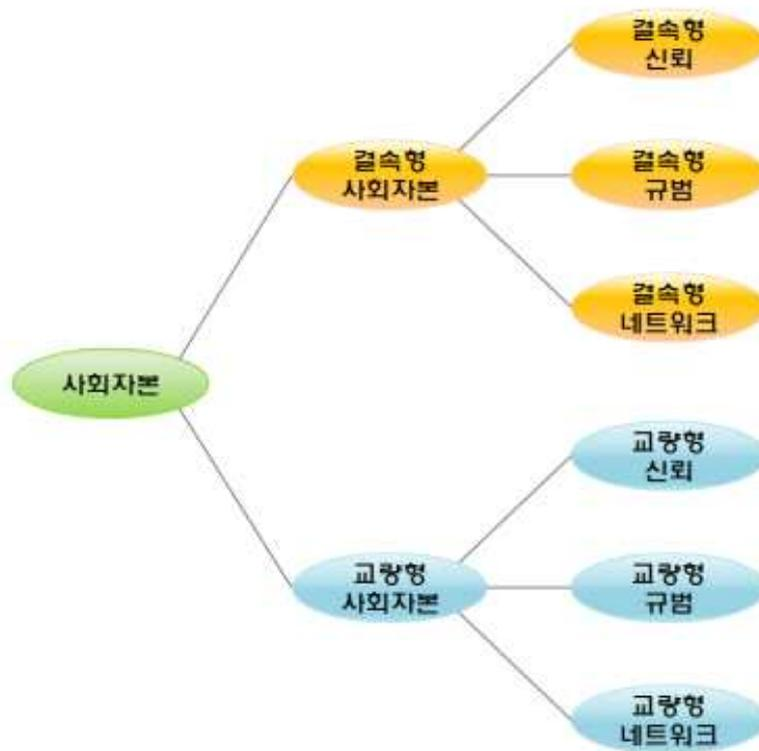 사회자본
결속형
사회자본
결속형
신뢰
결속형
규범
결속형
네트워크
교량형
사회자본
교량형
신뢰
교량형
규범
교량형
네트워크